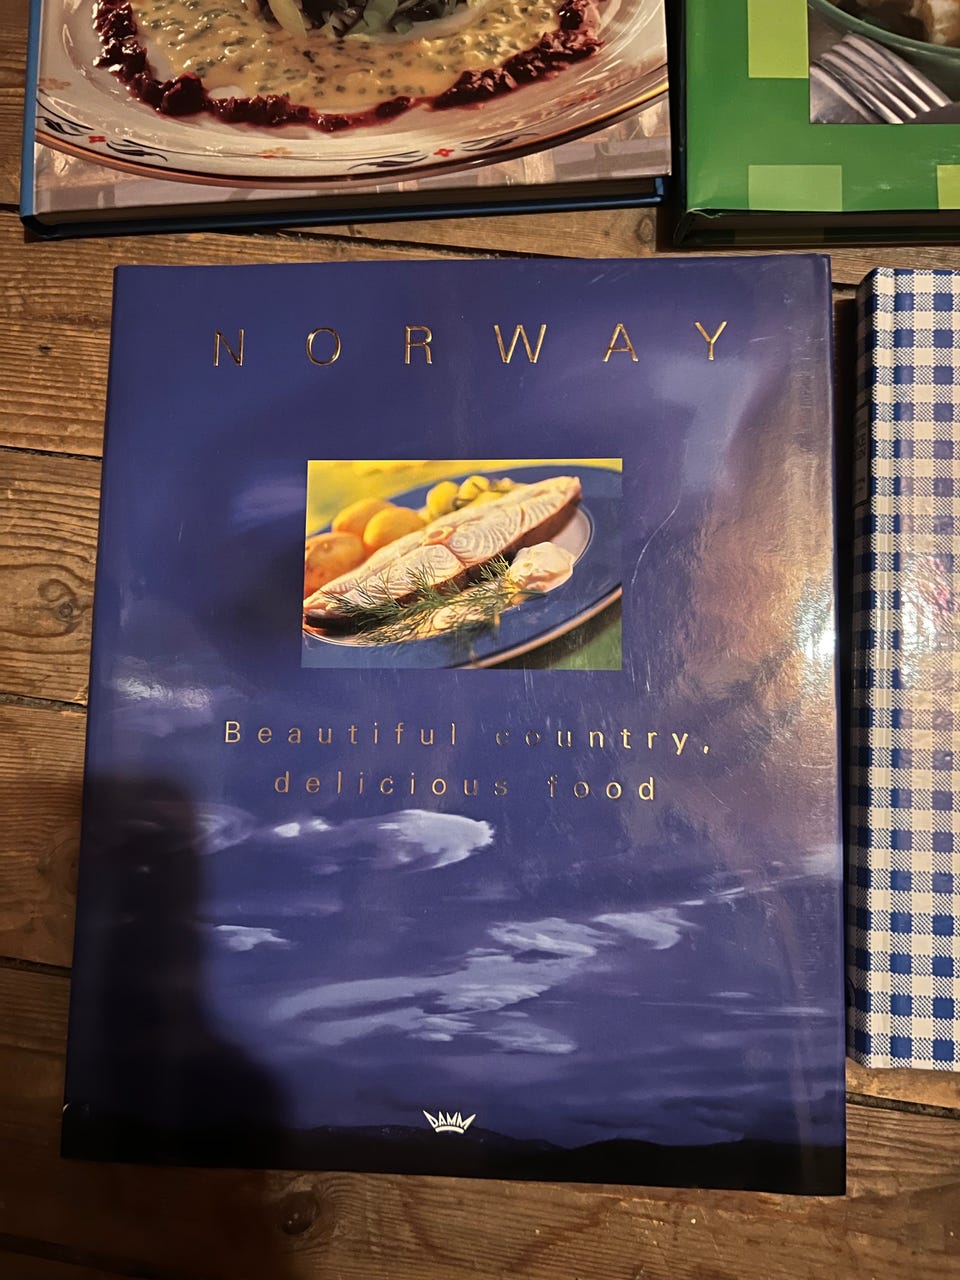 NORWAY
Beautiful country,
delicious food
DAMM